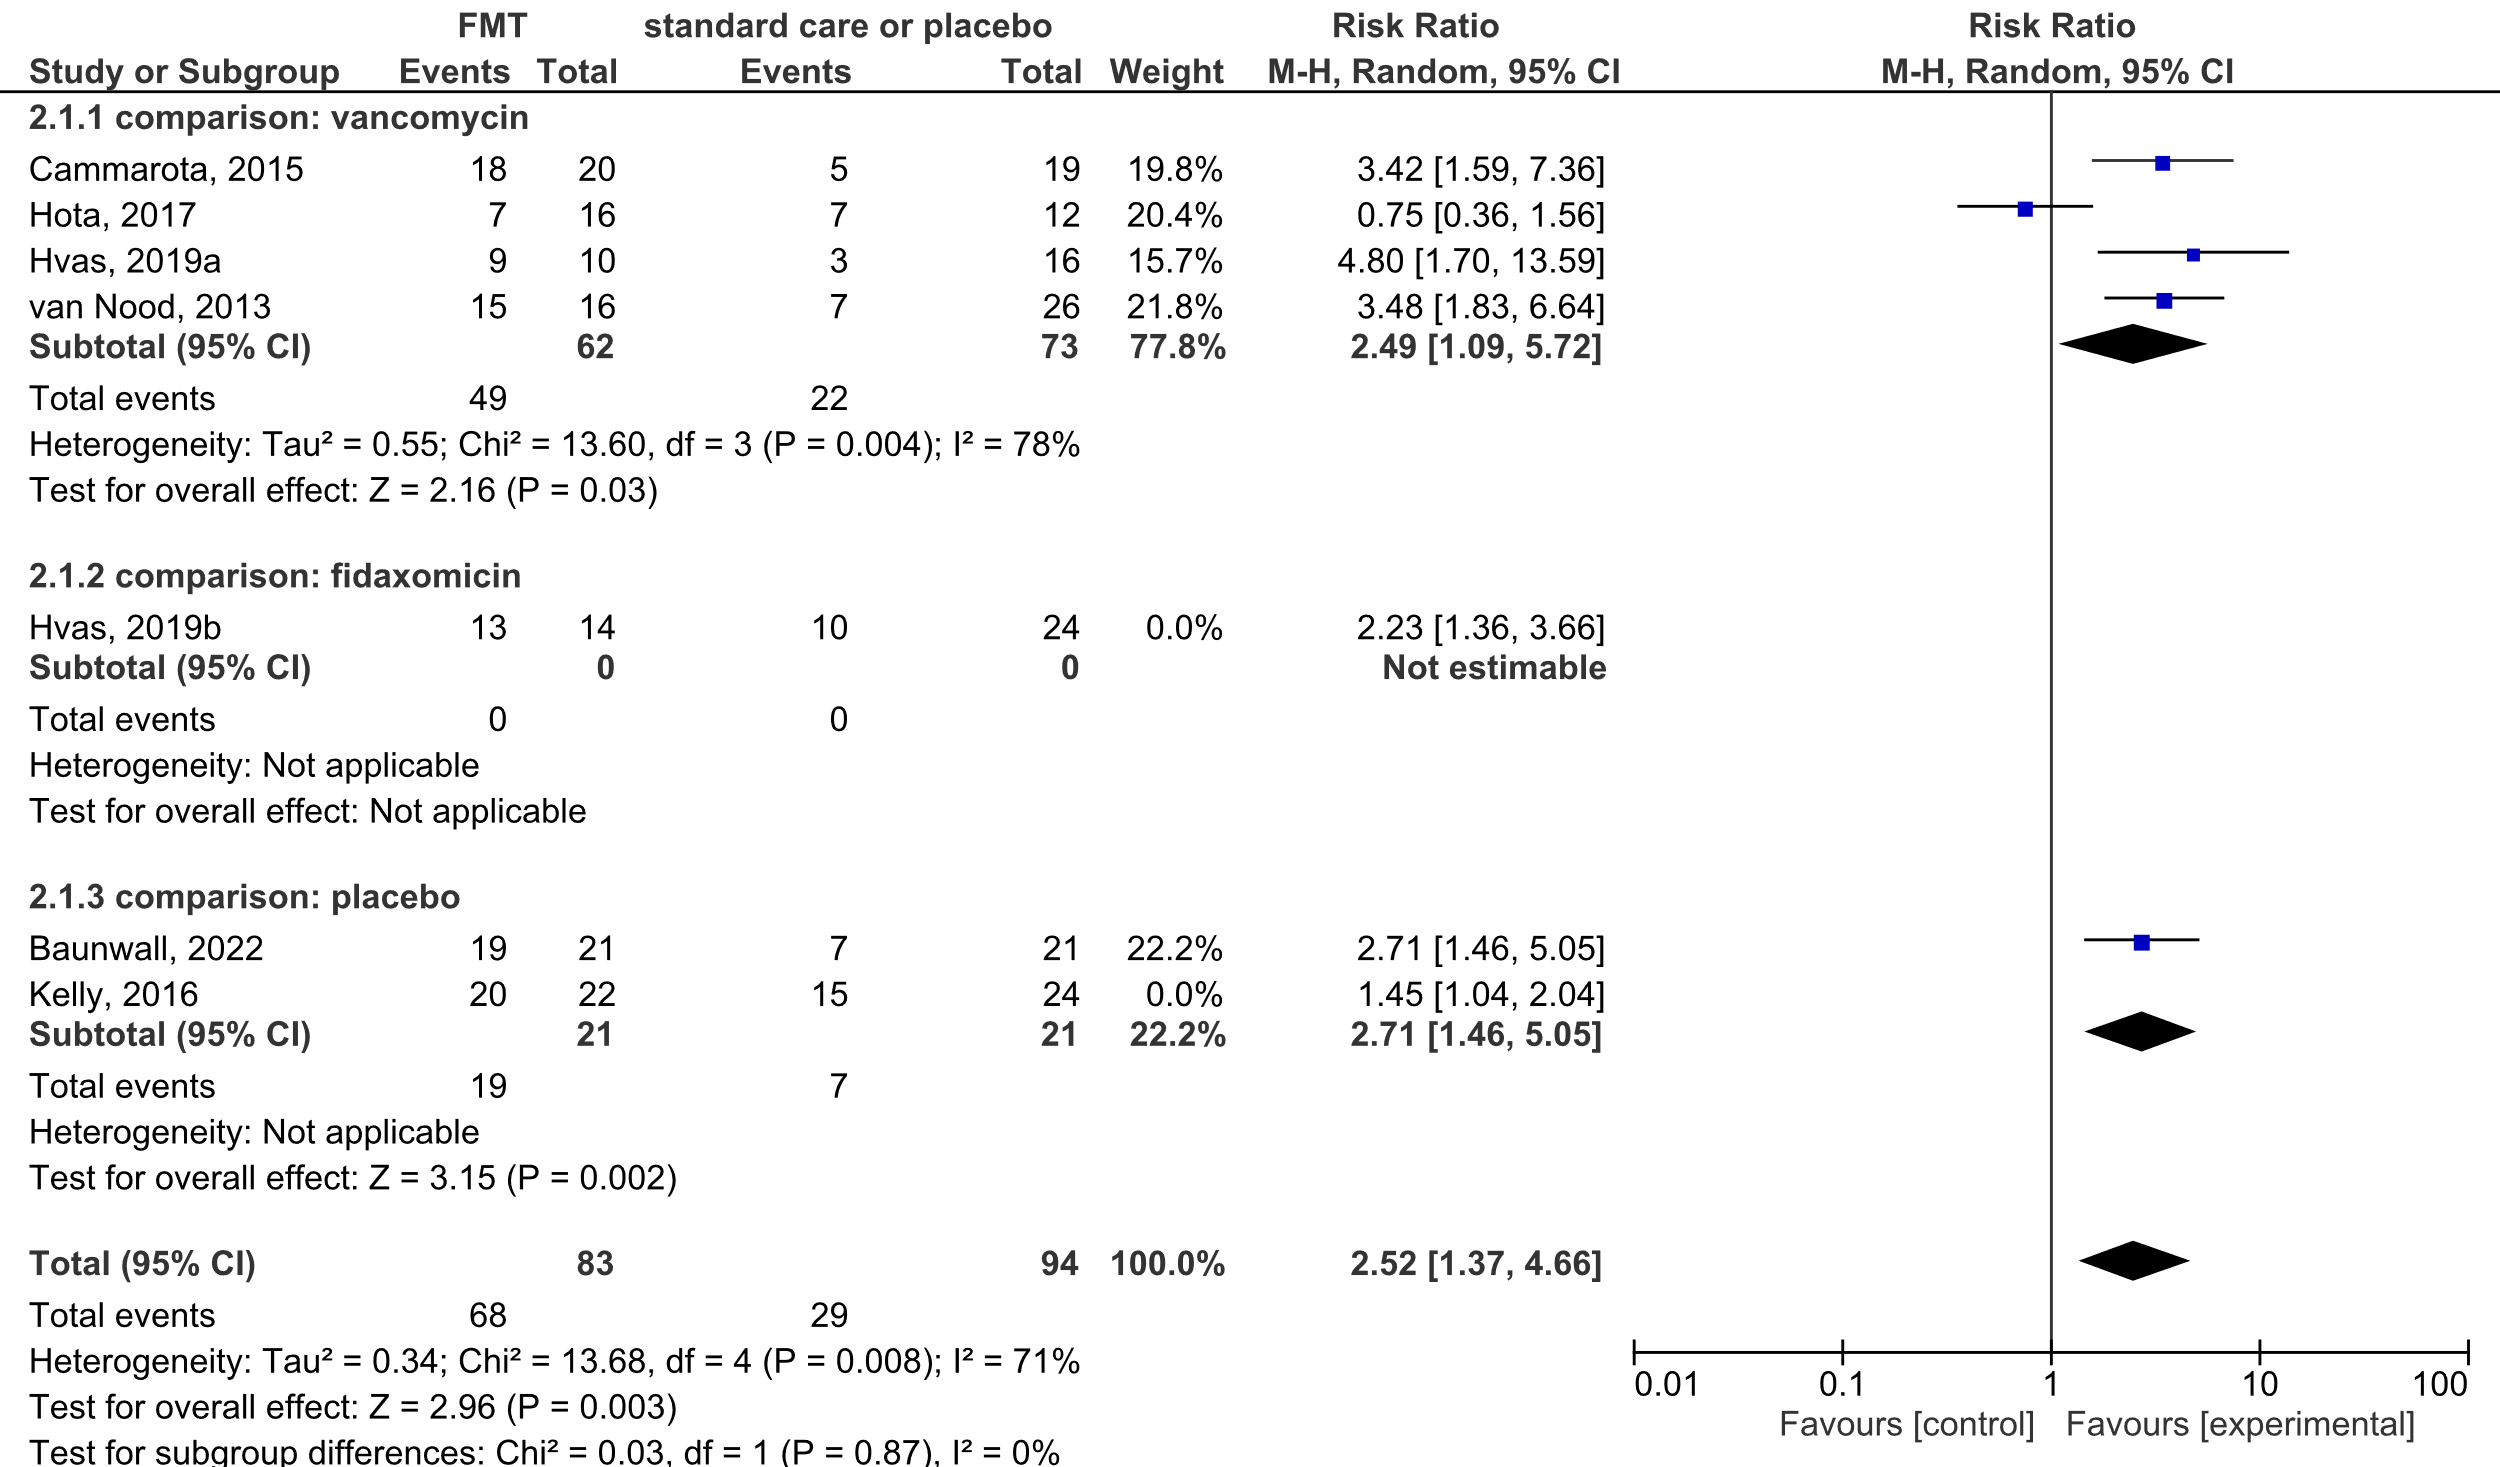 FMT standard care or placebo Risk Ratio Risk Ratio
Study or Subgroup Events Total Events Total Weight M-H, Random, 95% CI M-H, Random, 95% CI
2.1.1 comparison: vancomycin
Cammarota, 2015 18 20 5 19 19.8% 3.42 [1.59, 7.36]
Hota, 2017 7 16 7 12 20.4% 0.75 [0.36, 1.56]
Hvas, 2019a 9 10 3 16 15.7% 4.80 [1.70, 13.59]
van Nood, 2013 15 16 7 26 21.8% 3.48 [1.83, 6.64]
Subtotal (95% CI) 62 73 77.8% 2.49 [1.09, 5.72]
Total events 49 22
Heterogeneity: Tau² = 0.55; Chi² = 13.60, df = 3 (P = 0.004); I² = 78%
Test for overall effect: Z = 2.16 (P = 0.03)
2.1.2 comparison: fidaxomicin
Hvas, 2019b 13 14 10 24 0.0% 2.23 [1.36, 3.66]
Subtotal (95% CI) 0 0 Not estimable
Total events 0 0
Heterogeneity: Not applicable
Test for overall effect: Not applicable
2.1.3 comparison: placebo
Baunwall, 2022 19 21 7 21 22.2% 2.71 [1.46, 5.05]
Kelly, 2016 20 22 15 24 0.0% 1.45 [1.04, 2.04]
Subtotal (95% CI) 21 21 22.2% 2.71 [1.46, 5.05]
Total events 19 7
Heterogeneity: Not applicable
Test for overall effect: Z = 3.15 (P = 0.002)
Total (95% CI) 83 94 100.0% 2.52 [1.37, 4.66]
Total events 68 29
Heterogeneity: Tau² = 0.34; Chi² = 13.68, df = 4 (P = 0.008); I² = 71%
Test for overall effect: Z = 2.96 (P = 0.003)
Test for subgroup differences: Chi² = 0.03, df = 1 (P = 0.87), I² = 0%
0.01 0.1 1 10 100
Favours [control] Favours [experimental]